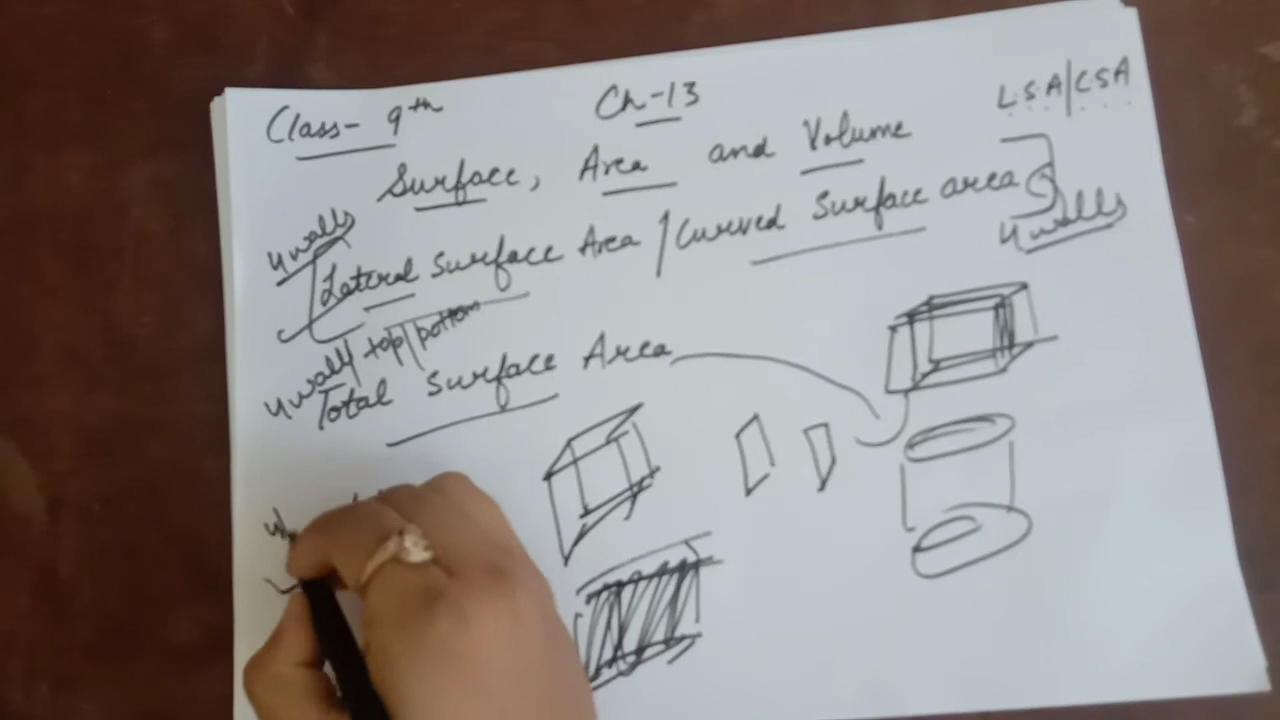 Class- 9th Ch-13 L.S.A/C.S.A
Surface, Area and Volume
4 walls
Lateral Surface Area / Curved Surface area
4 walls
4 wall/ top/bottom
Total Surface Area